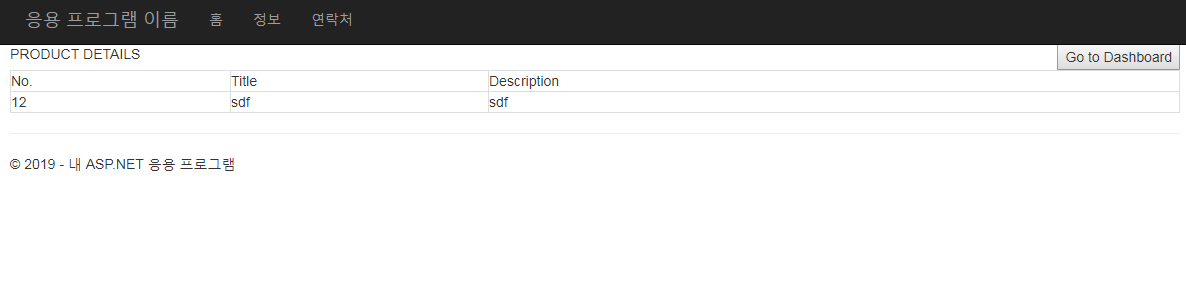 응용 프로그램 이름 홈 정보 연락처
PRODUCT DETAILS Go to Dashboard
No. Title Description
12 sdf sdf
© 2019 - 내 ASP.NET 응용 프로그램